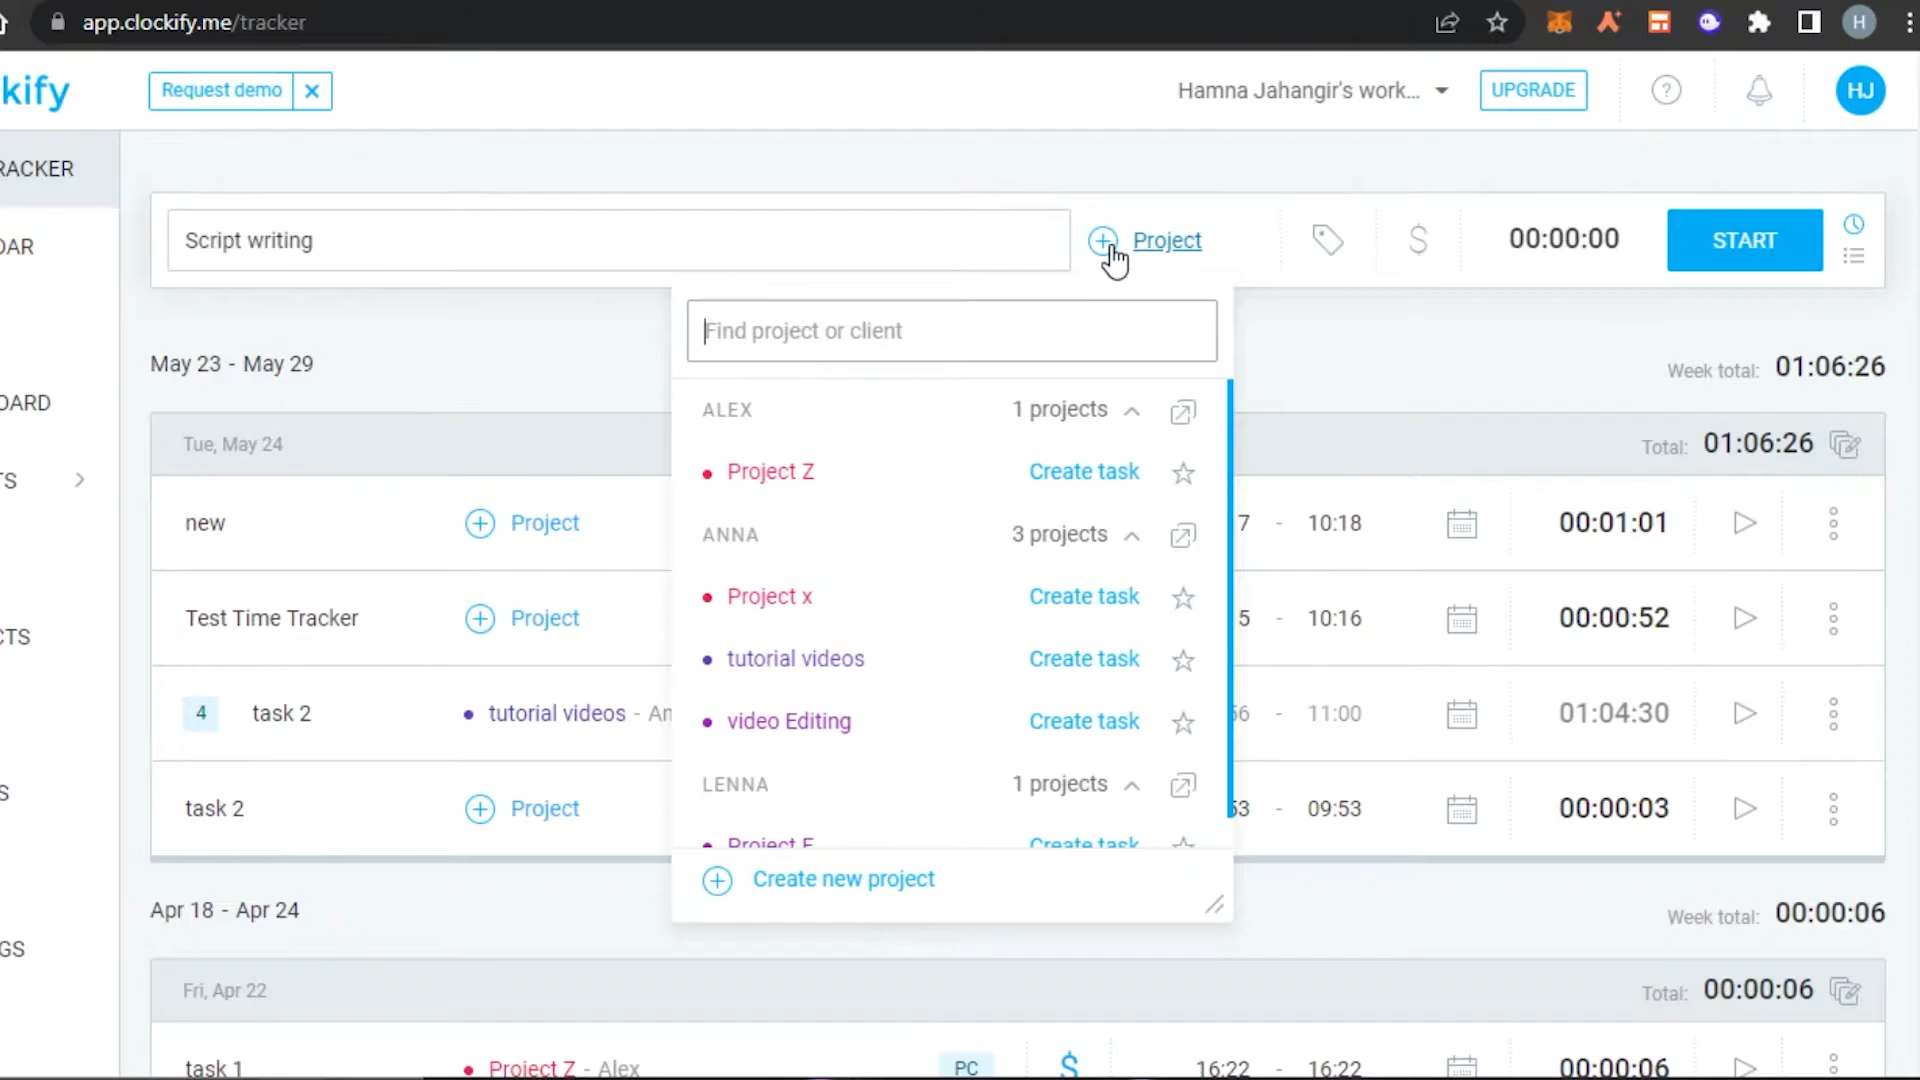 app.clockify.me/tracker
H
kify
Request demo
Hamna Jahangir's work...
UPGRADE
HJ
RACKER
Script writing
Project
$
00:00:00
START
DAR
Find project or client
May 23 - May 29
Week total: 01:06:26
ALEX 1 projects
OARD
Tue, May 24
Total: 01:06:26
Project Z Create task
TS
new
Project
ANNA 3 projects
7 - 10:18
00:01:01
Project x Create task
Test Time Tracker
Project
5 - 10:16
00:00:52
CTS
tutorial videos Create task
4 task 2
tutorial videos - An
video Editing Create task
56 - 11:00
01:04:30
LENNA 1 projects
S
task 2
Project
53 - 09:53
00:00:03
Create task
Create new project
Apr 18 - Apr 24
Week total: 00:00:06
GS
Fri, Apr 22
Total: 00:00:06
task 1
Project Z - Alex
PC
$
16:22 16:22
00:00:06